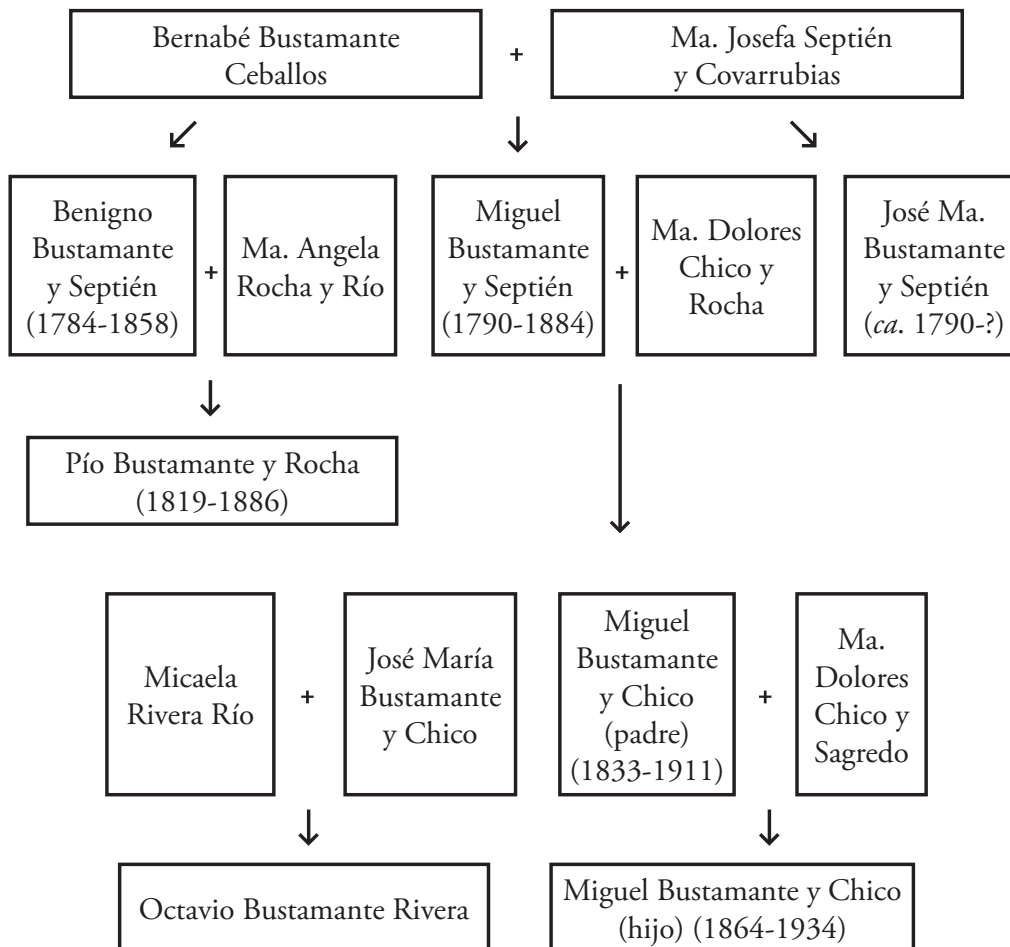 Bernabé Bustamante
Ceballos
+
Ma. Josefa Septién
y Covarrubias
Benigno
Bustamante
y Septién
(1784-1858)
+
Ma. Angela
Rocha y Río
Miguel
Bustamante
y Septién
(1790-1884)
+
Ma. Dolores
Chico y
Rocha
José Ma.
Bustamante
y Septién
(ca. 1790-?)
Pío Bustamante y Rocha
(1819-1886)
Micaela
Rivera Río
+
José María
Bustamante
y Chico
Miguel
Bustamante
y Chico
(padre)
(1833-1911)
+
Ma.
Dolores
Chico y
Sagredo
Octavio Bustamante Rivera
Miguel Bustamante y Chico
(hijo) (1864-1934)